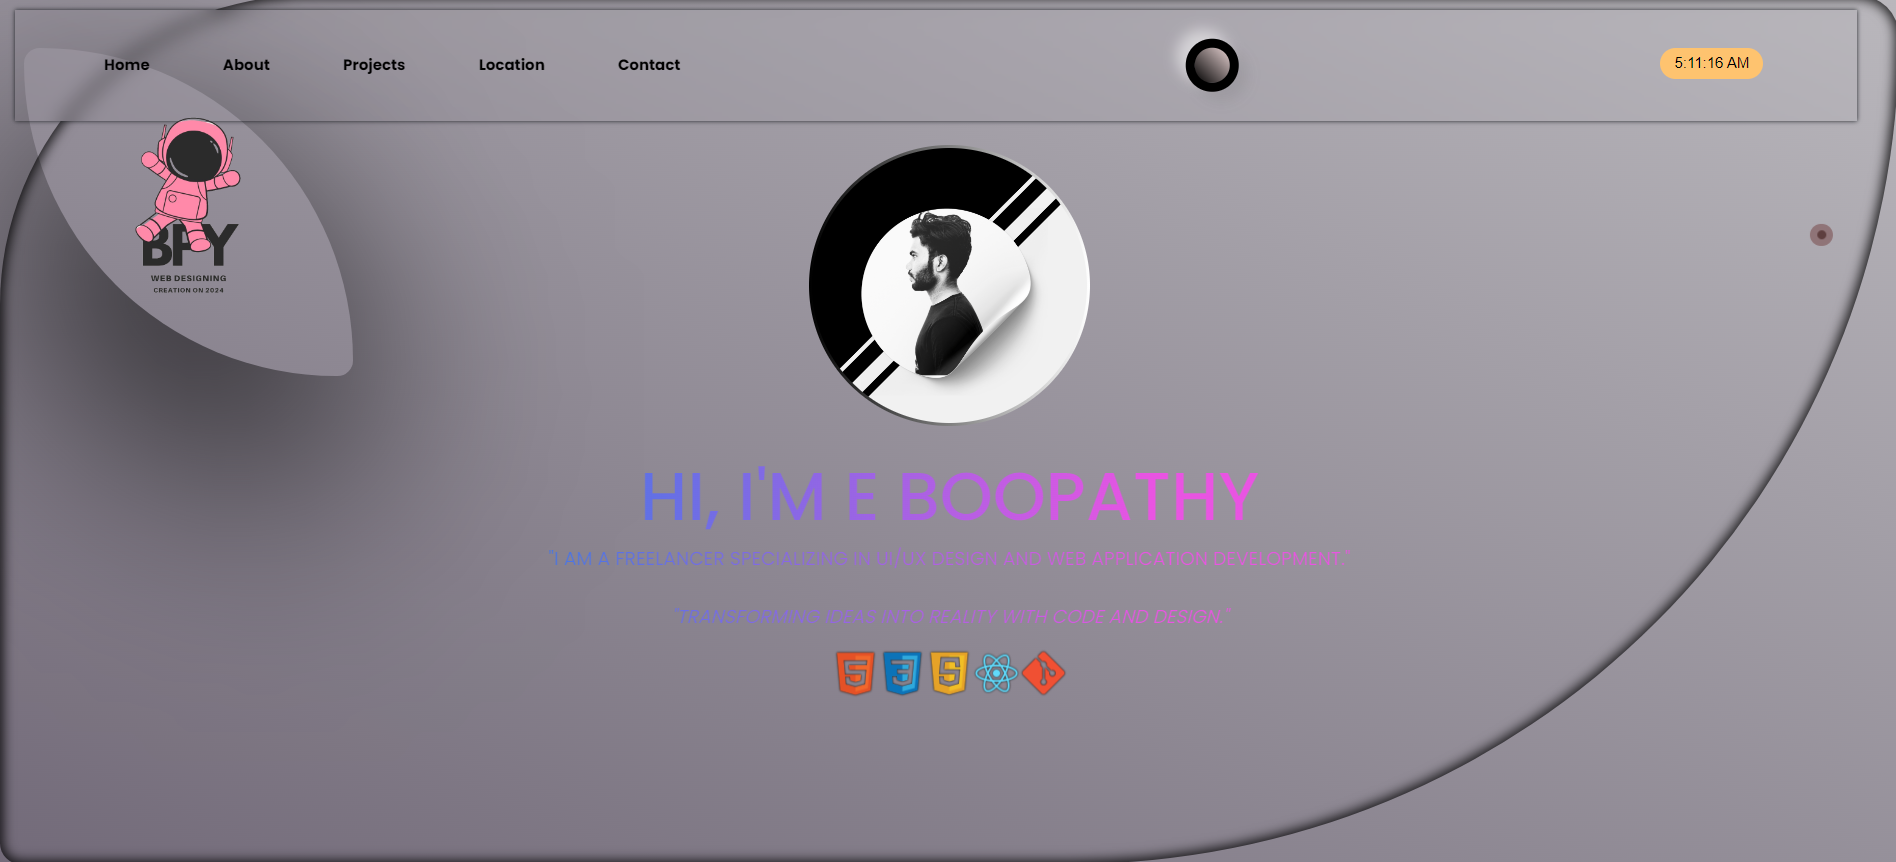 Home About Projects Location Contact
5:11:16 AM
BPY
WEB DESIGNING
CREATION ON 2024
HI, I'M E BOOPATHY
"I AM A FREELANCER SPECIALIZING IN UI/UX DESIGN AND WEB APPLICATION DEVELOPMENT."
"TRANSFORMING IDEAS INTO REALITY WITH CODE AND DESIGN."